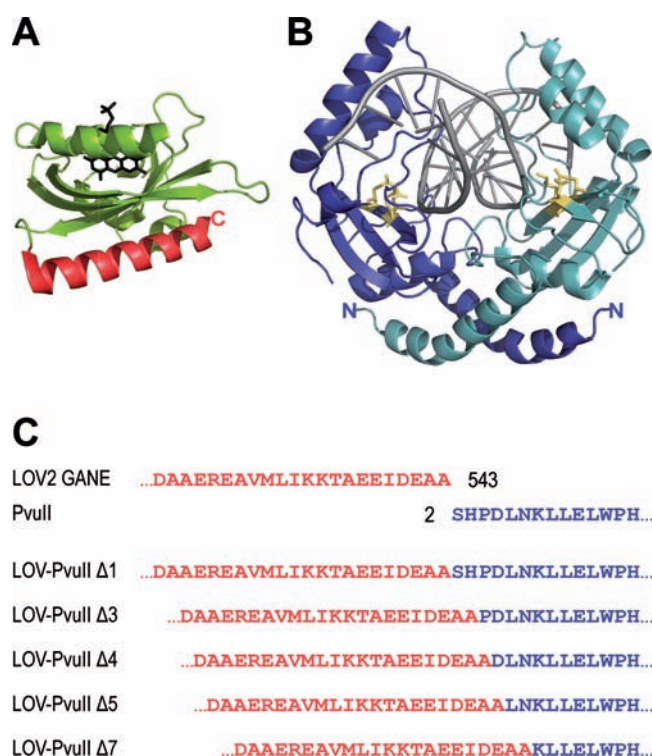 A
B
C
N
N
C
LOV2 GANE ...DAAEREAVMLIKKTAEEIDEAA 543
PvuII 2 SHPDLNKLLELWPH...
LOV-PvuII Δ1 ...DAAEREAVMLIKKTAEEIDEAASHPDLNKLLELWPH...
LOV-PvuII Δ3 ...DAAEREAVMLIKKTAEEIDEAAPDLNKLLELWPH...
LOV-PvuII Δ4 ...DAAEREAVMLIKKTAEEIDEAADLNKLLELWPH...
LOV-PvuII Δ5 ...DAAEREAVMLIKKTAEEIDEAALNKLLELWPH...
LOV-PvuII Δ7 ...DAAEREAVMLIKKTAEEIDEAAKLLELWPH...